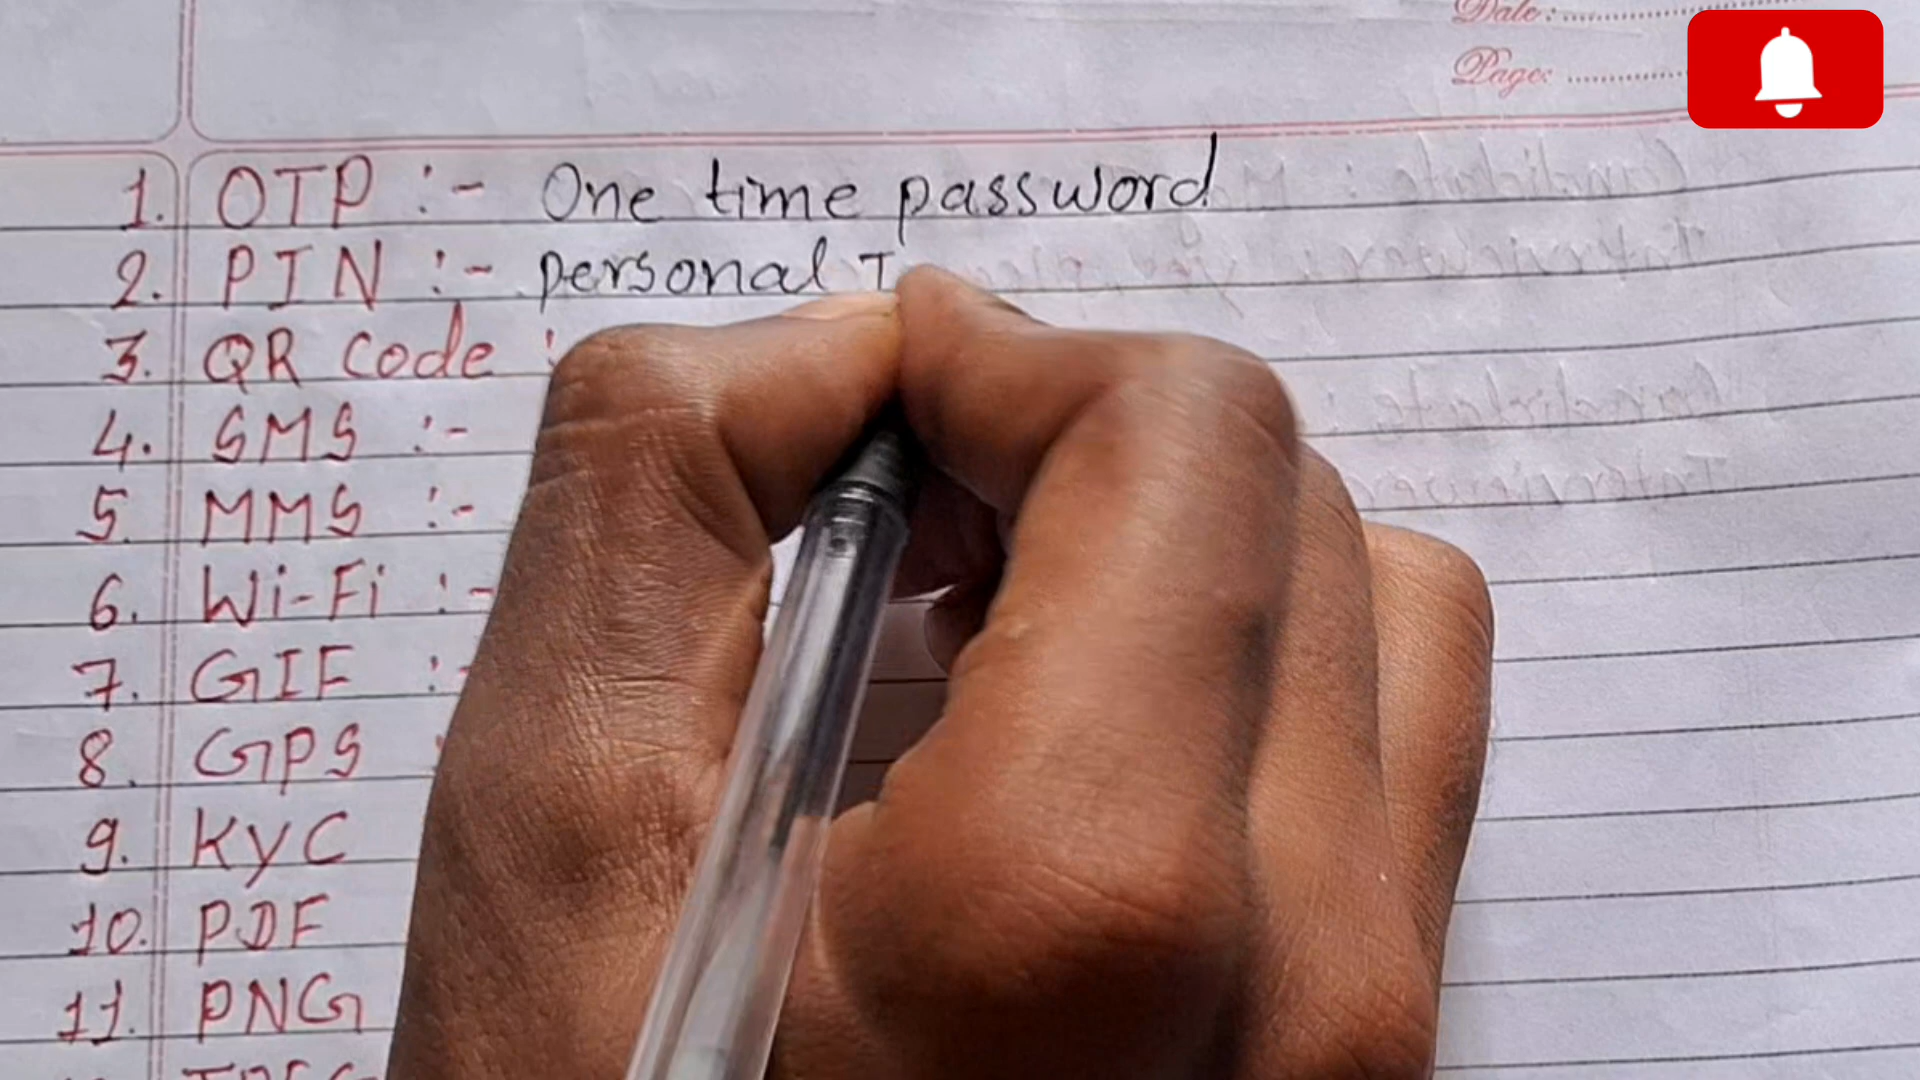 Date:
Page:
1. OTP :- One time password
2. PIN :- personal I
3. QR code :
4. SMS :-
5. MMS :-
6. Wi-Fi :-
7. GIF :-
8. GPS :
9. KYC
10. PDF
11. PNG